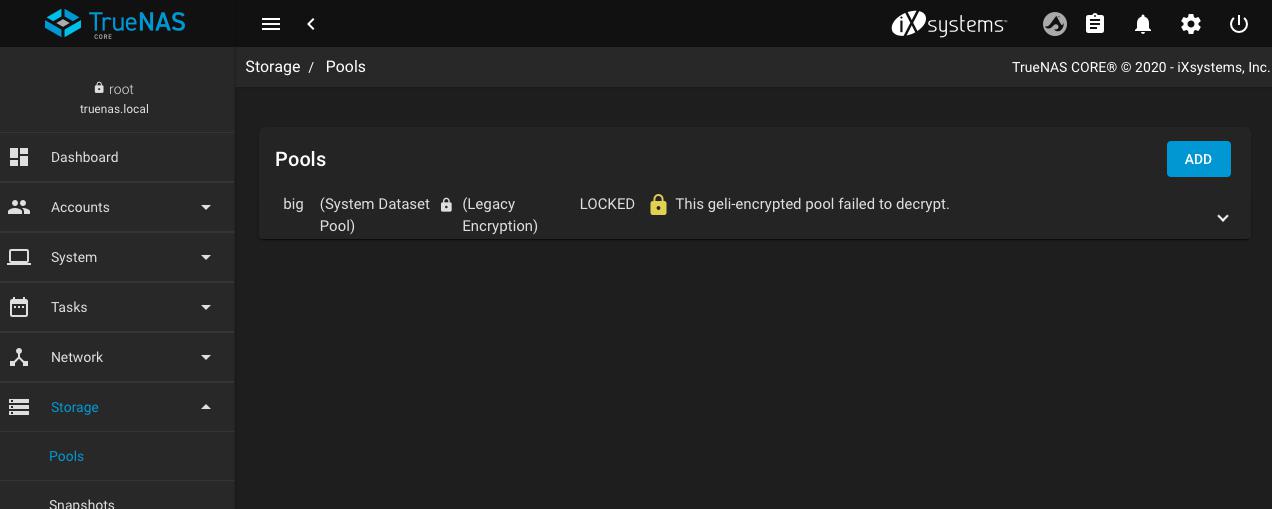 TrueNAS
CORE
iXsystems™
Storage / Pools
TrueNAS CORE® © 2020 - iXsystems, Inc.
root
truenas.local
Dashboard
Accounts
System
Tasks
Network
Storage
Pools
Snapshots
Pools
ADD
big (System Dataset (Legacy LOCKED This geli-encrypted pool failed to decrypt.
Pool) Encryption)